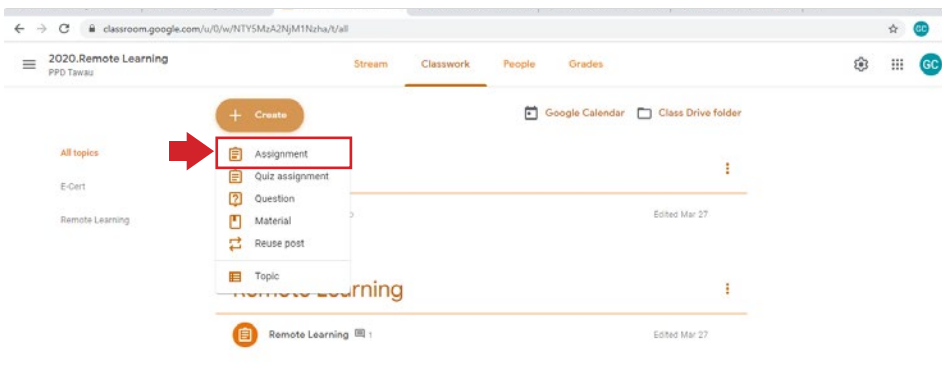 classroom.google.com/u/0/w/NTY5MzA2NjM1Nzha/t/all
GC
2020.Remote Learning
PPD Tawau
Stream Classwork People Grades
GC
Create
Google Calendar Class Drive folder
All topics
E-Cert
Remote Learning
Assignment
Quiz assignment
Question
Material
Reuse post
Topic
Edited Mar 27
Remote Learning
Remote Learning 1
Edited Mar 27